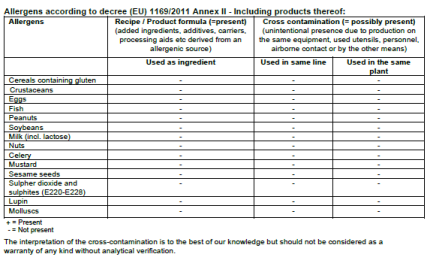 Allergens according to decree (EU) 1169/2011 Annex II - Including products thereof:
Allergens Recipe / Product formula (=present) Cross contamination (= possibly present)
(added ingredients, additives, carriers, (unintentional presence due to production on
processing aids etc derived from an the same equipment, used utensils, personnel,
allergenic source) airborne contact or by the other means)
Used as ingredient Used in same line Used in the same
plant
Cereals containing gluten - - -
Crustaceans - - -
Eggs - - -
Fish - - -
Peanuts - - -
Soybeans - - -
Milk (incl. lactose) - - -
Nuts - - -
Celery - - -
Mustard - - -
Sesame seeds - - -
Sulpher dioxide and - - -
sulphites (E220-E228)
Lupin - - -
Molluscs - - -
+ = Present
- = Not present
The interpretation of the cross-contamination is to the best of our knowledge but should not be considered as a
warranty of any kind without analytical verification.